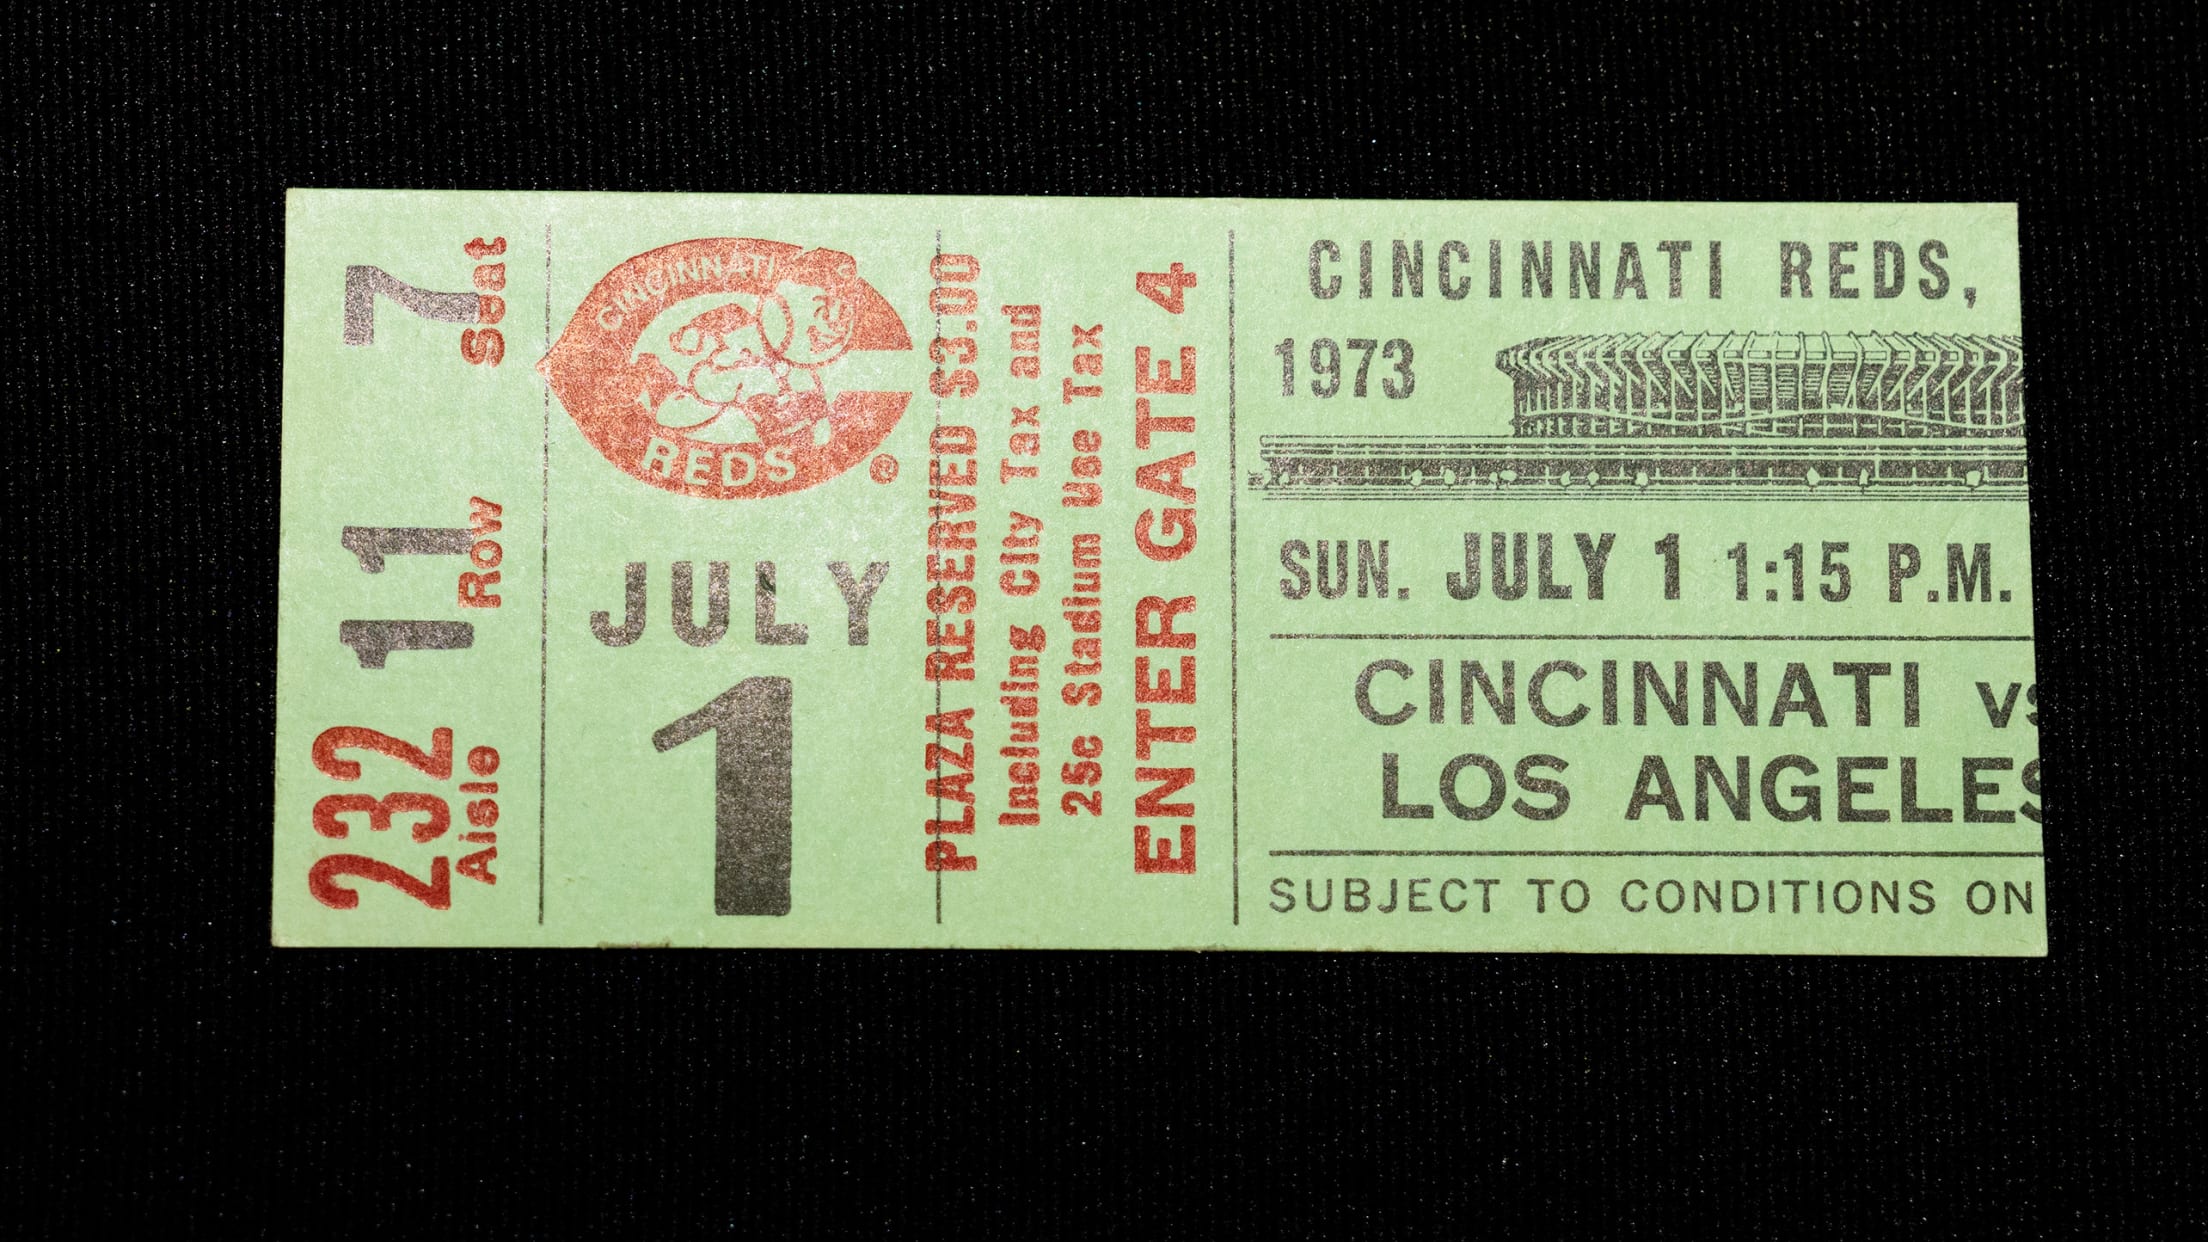 232 11 7
Aisle Row Seat
CINCINNATI
REDS
®
JULY
1
PLAZA RESERVED $3.00
Including City Tax and
25c Stadium Use Tax
ENTER GATE 4
CINCINNATI REDS,
1973
SUN. JULY 1 1:15 P.M.
CINCINNATI vs
LOS ANGELES
SUBJECT TO CONDITIONS ON